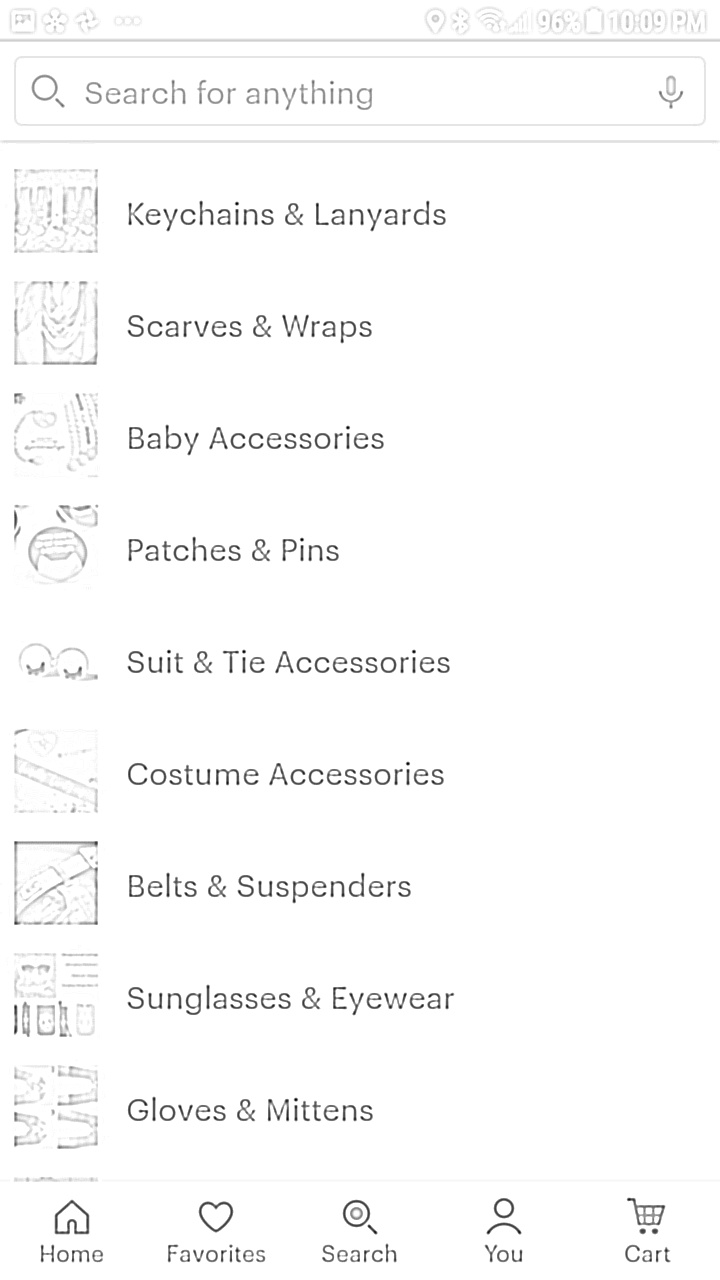 96% 10:09 PM
Search for anything
Keychains & Lanyards
Scarves & Wraps
Baby Accessories
Patches & Pins
Suit & Tie Accessories
Costume Accessories
Belts & Suspenders
Sunglasses & Eyewear
Gloves & Mittens
Home Favorites Search You Cart